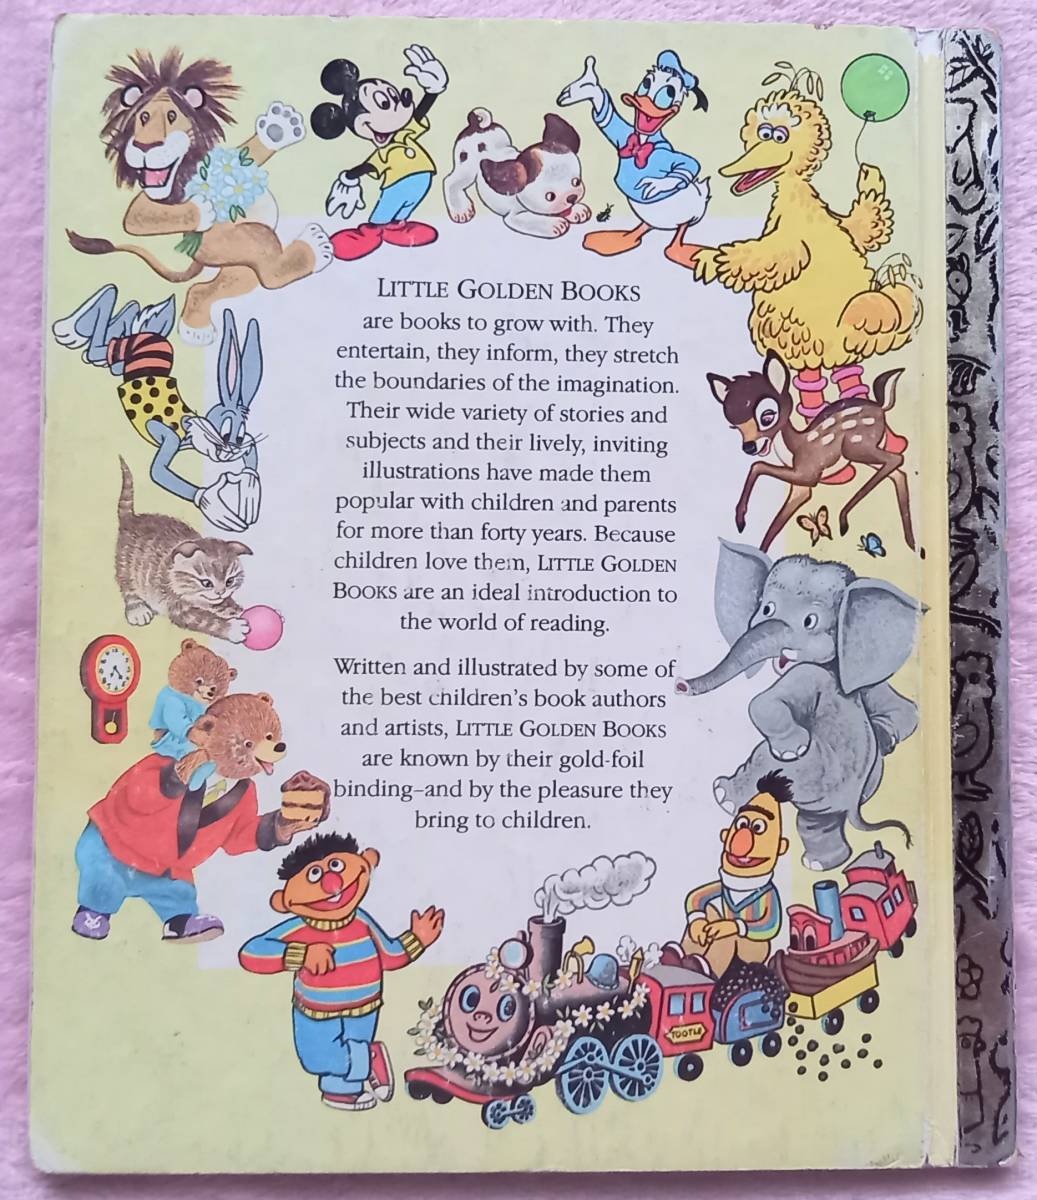 LITTLE GOLDEN BOOKS
are books to grow with. They
entertain, they inform, they stretch
the boundaries of the imagination.
Their wide variety of stories and
subjects and their lively, inviting
illustrations have made them
popular with children and parents
for more than forty years. Because
children love them, LITTLE GOLDEN
BOOKS are an ideal introduction to
the world of reading.
Written and illustrated by some of
the best children's book authors
and artists, LITTLE GOLDEN BOOKS
are known by their gold-foil
binding–and by the pleasure they
bring to children.
TOOTLE